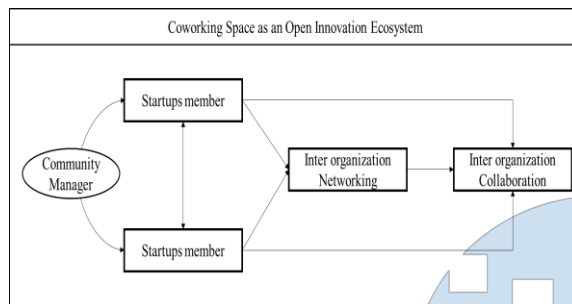 Coworking Space as an Open Innovation Ecosystem
Startups member
Community
Manager
Inter organization
Networking
Inter organization
Collaboration
Startups member